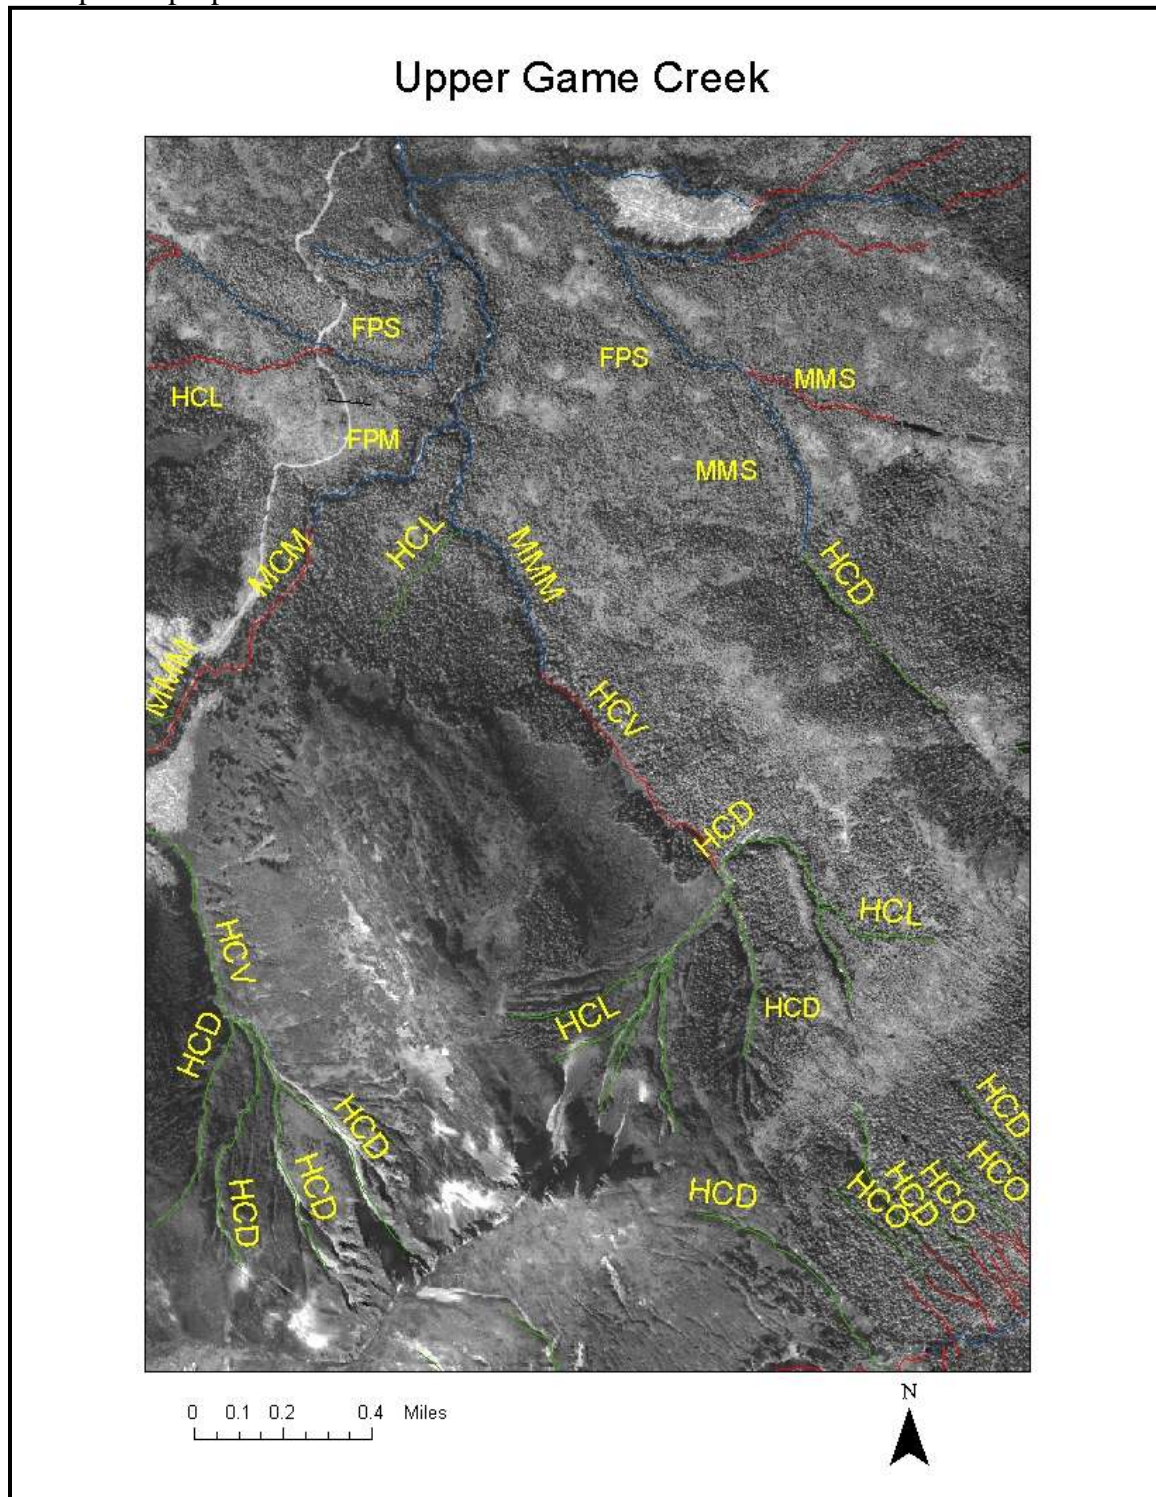 Upper Game Creek
FPS
FPS
MMS
HCL
FPM
MMS
HCL
MMM
HCD
MCM
MMM
HCV
HCD
HCL
HCV
HCL
HCD
HCD
HCD
HCD
HCO
HCD
HCD
HCD
HCO
HCD
HCO
N
0 0.1 0.2 0.4 Miles